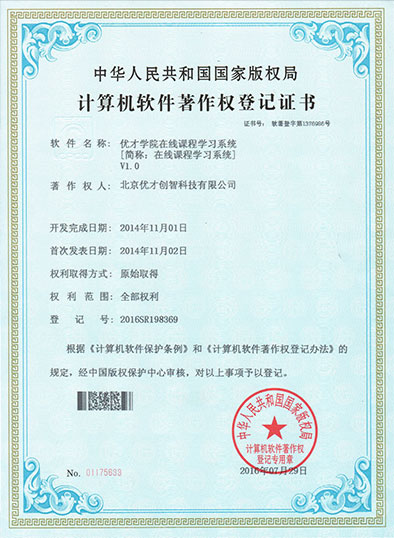 中华人民共和国国家版权局
计算机软件著作权登记证书
证书号： 软著登字第1376986号
软件名称： 优才学院在线课程学习系统
[简称：在线课程学习系统]
V1.0
著作权人： 北京优才创智科技有限公司
开发完成日期： 2014年11月01日
首次发表日期： 2014年11月02日
权利取得方式： 原始取得
权利范围： 全部权利
登记号： 2016SR198369
根据《计算机软件保护条例》和《计算机软件著作权登记办法》的
规定，经中国版权保护中心审核，对以上事项予以登记。
中华人民共和国国家版权局
计算机软件著作权
登记专用章
No. 01175633
2016年07月29日